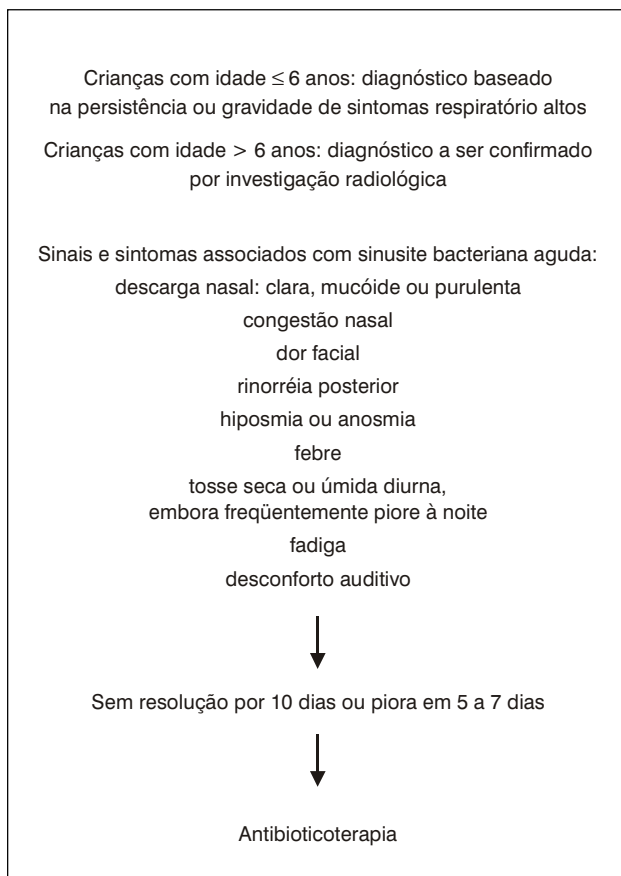 Crianças com idade ≤ 6 anos: diagnóstico baseado
na persistência ou gravidade de sintomas respiratório altos
Crianças com idade > 6 anos: diagnóstico a ser confirmado
por investigação radiológica
Sinais e sintomas associados com sinusite bacteriana aguda:
descarga nasal: clara, mucóide ou purulenta
congestão nasal
dor facial
rinorréia posterior
hiposmia ou anosmia
febre
tosse seca ou úmida diurna,
embora freqüentemente piore à noite
fadiga
desconforto auditivo
Sem resolução por 10 dias ou piora em 5 a 7 dias
Antibioticoterapia